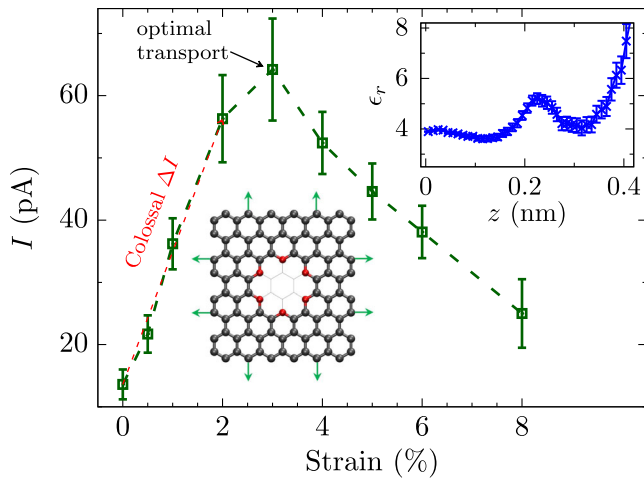 optimal
transport
Colossal ΔI
I (pA)
60
40
20
0
2
4
6
8
Strain (%)
ϵr
8
6
4
0
0.2
0.4
z (nm)